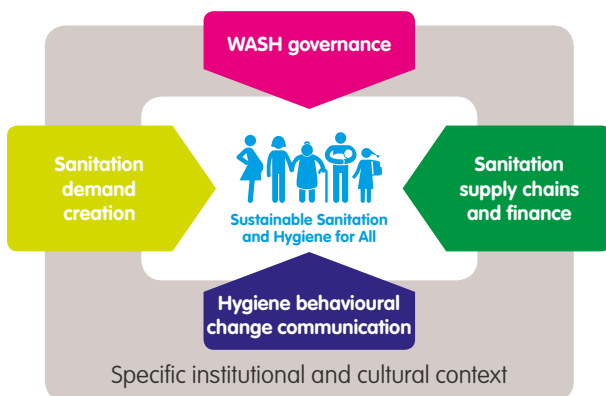 WASH governance
Sanitation
demand
creation
Sustainable Sanitation
and Hygiene for All
Sanitation
supply chains
and finance
Hygiene behavioural
change communication
Specific institutional and cultural context